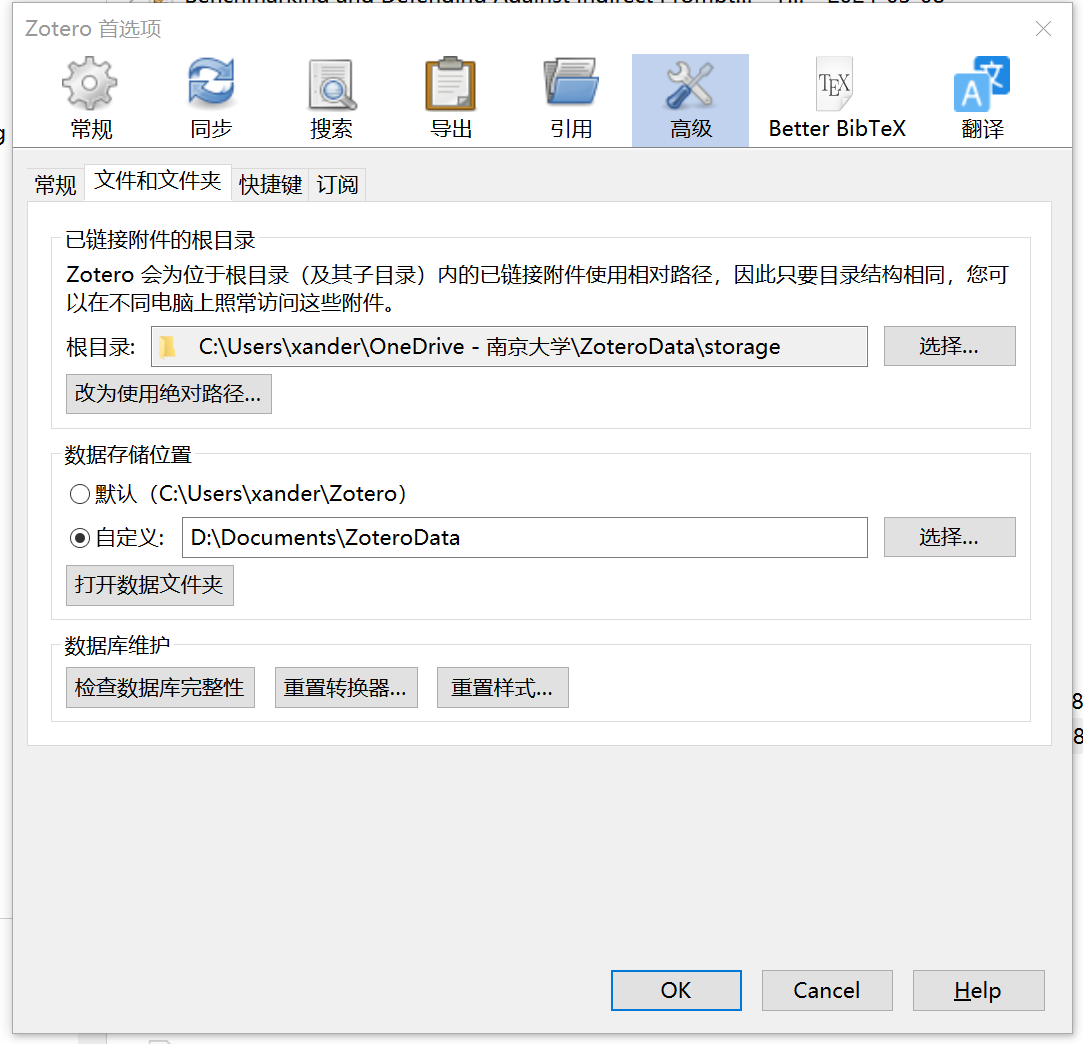 Zotero 首选项
常规 同步 搜索 导出 引用 高级 Better BibTeX 翻译
常规 文件和文件夹 快捷键 订阅
已链接附件的根目录
Zotero 会为位于根目录（及其子目录）内的已链接附件使用相对路径，因此只要目录结构相同，您可
以在不同电脑上照常访问这些附件。
根目录: C:\Users\xander\OneDrive - 南京大学\ZoteroData\storage 选择...
改为使用绝对路径...
数据存储位置
默认（C:\Users\xander\Zotero）
自定义: D:\Documents\ZoteroData 选择...
打开数据文件夹
数据库维护
检查数据库完整性 重置转换器... 重置样式...
8
8
OK Cancel Help